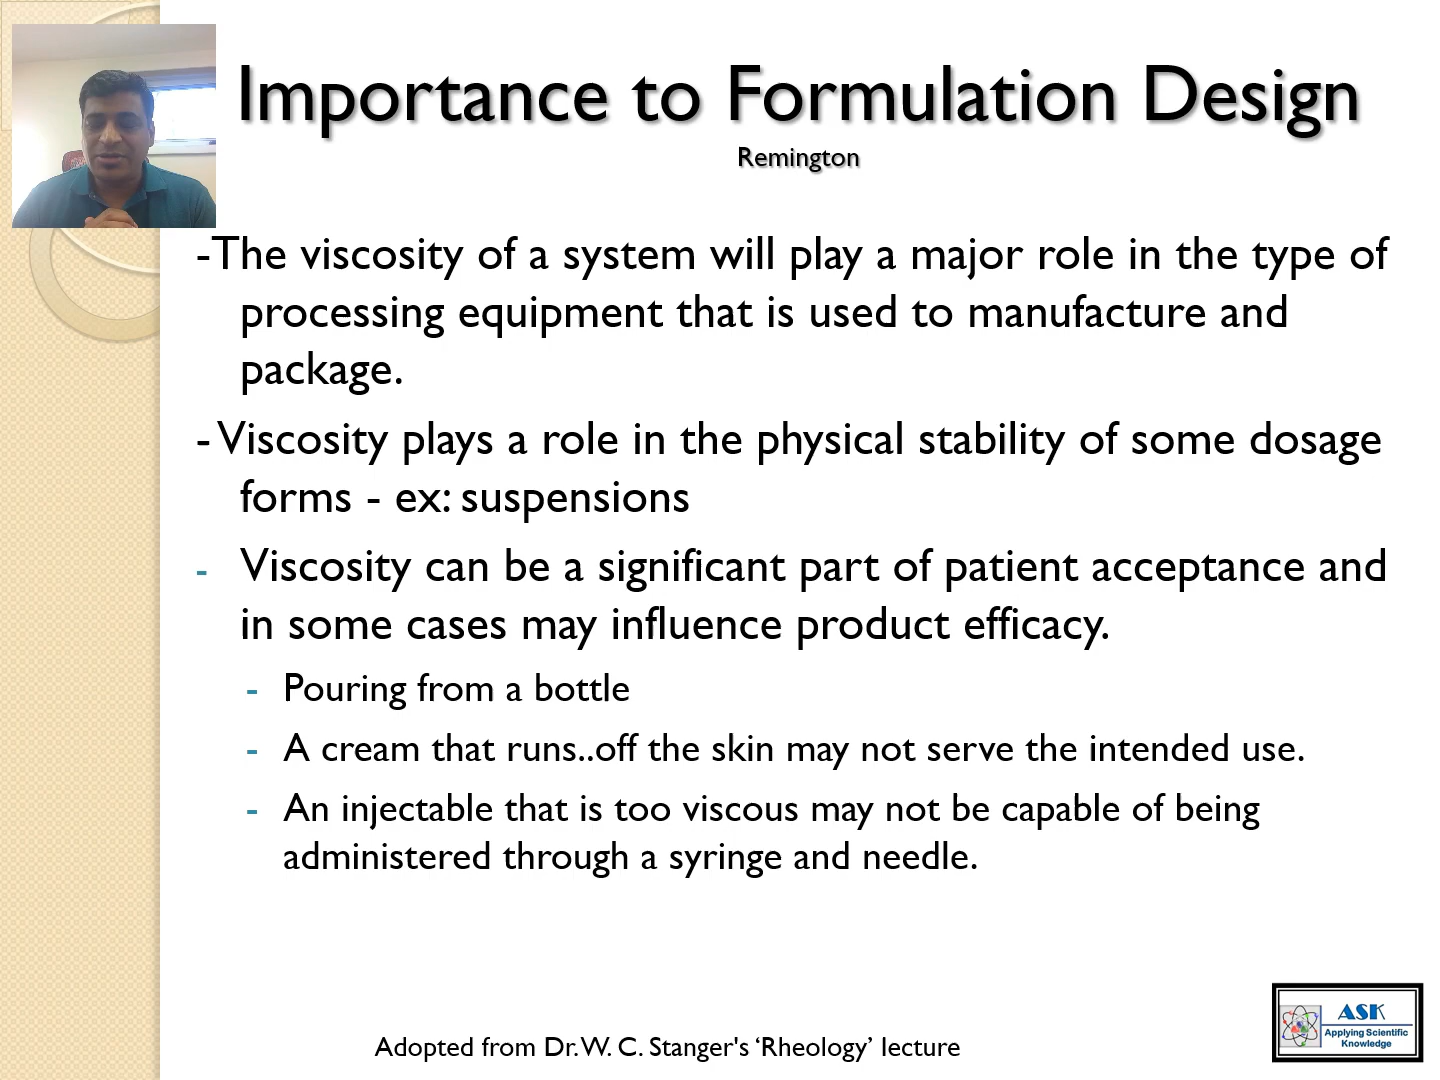 Importance to Formulation Design
Remington
-The viscosity of a system will play a major role in the type of
processing equipment that is used to manufacture and
package.
- Viscosity plays a role in the physical stability of some dosage
forms - ex: suspensions
- Viscosity can be a significant part of patient acceptance and
in some cases may influence product efficacy.
- Pouring from a bottle
- A cream that runs..off the skin may not serve the intended use.
- An injectable that is too viscous may not be capable of being
administered through a syringe and needle.
Adopted from Dr. W. C. Stanger's ‘Rheology’ lecture
ASK
Applying Scientific
Knowledge